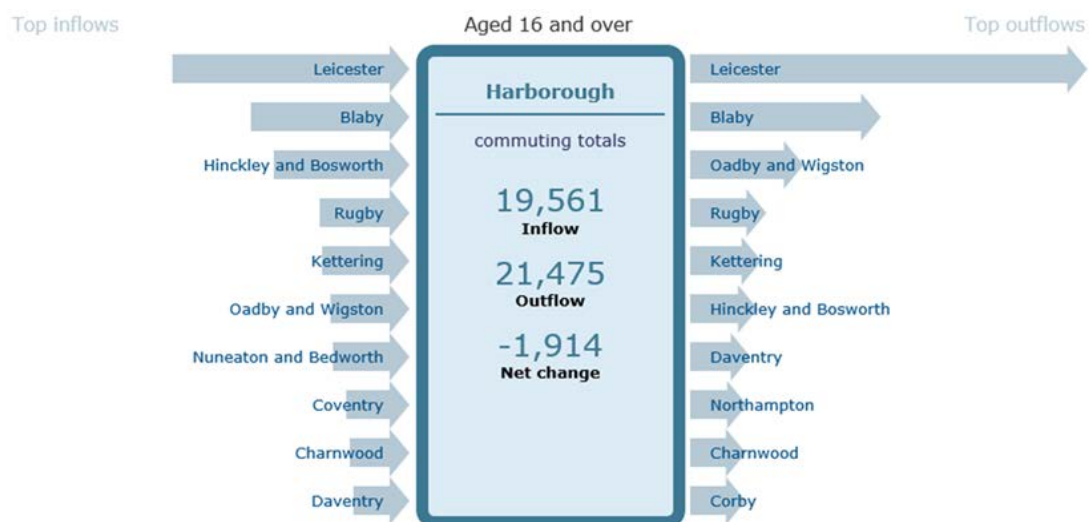 Top inflows
Aged 16 and over
Top outflows
Leicester
Blaby
Hinckley and Bosworth
Rugby
Kettering
Oadby and Wigston
Nuneaton and Bedworth
Coventry
Charnwood
Daventry
Harborough
commuting totals
19,561
Inflow
21,475
Outflow
-1,914
Net change
Leicester
Blaby
Oadby and Wigston
Rugby
Kettering
Hinckley and Bosworth
Daventry
Northampton
Charnwood
Corby